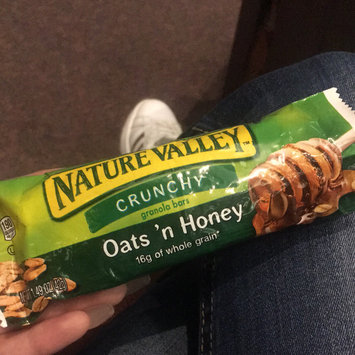 NATURE VALLEY
CRUNCHY
granola bars
Oats 'n Honey
16g of whole grain*